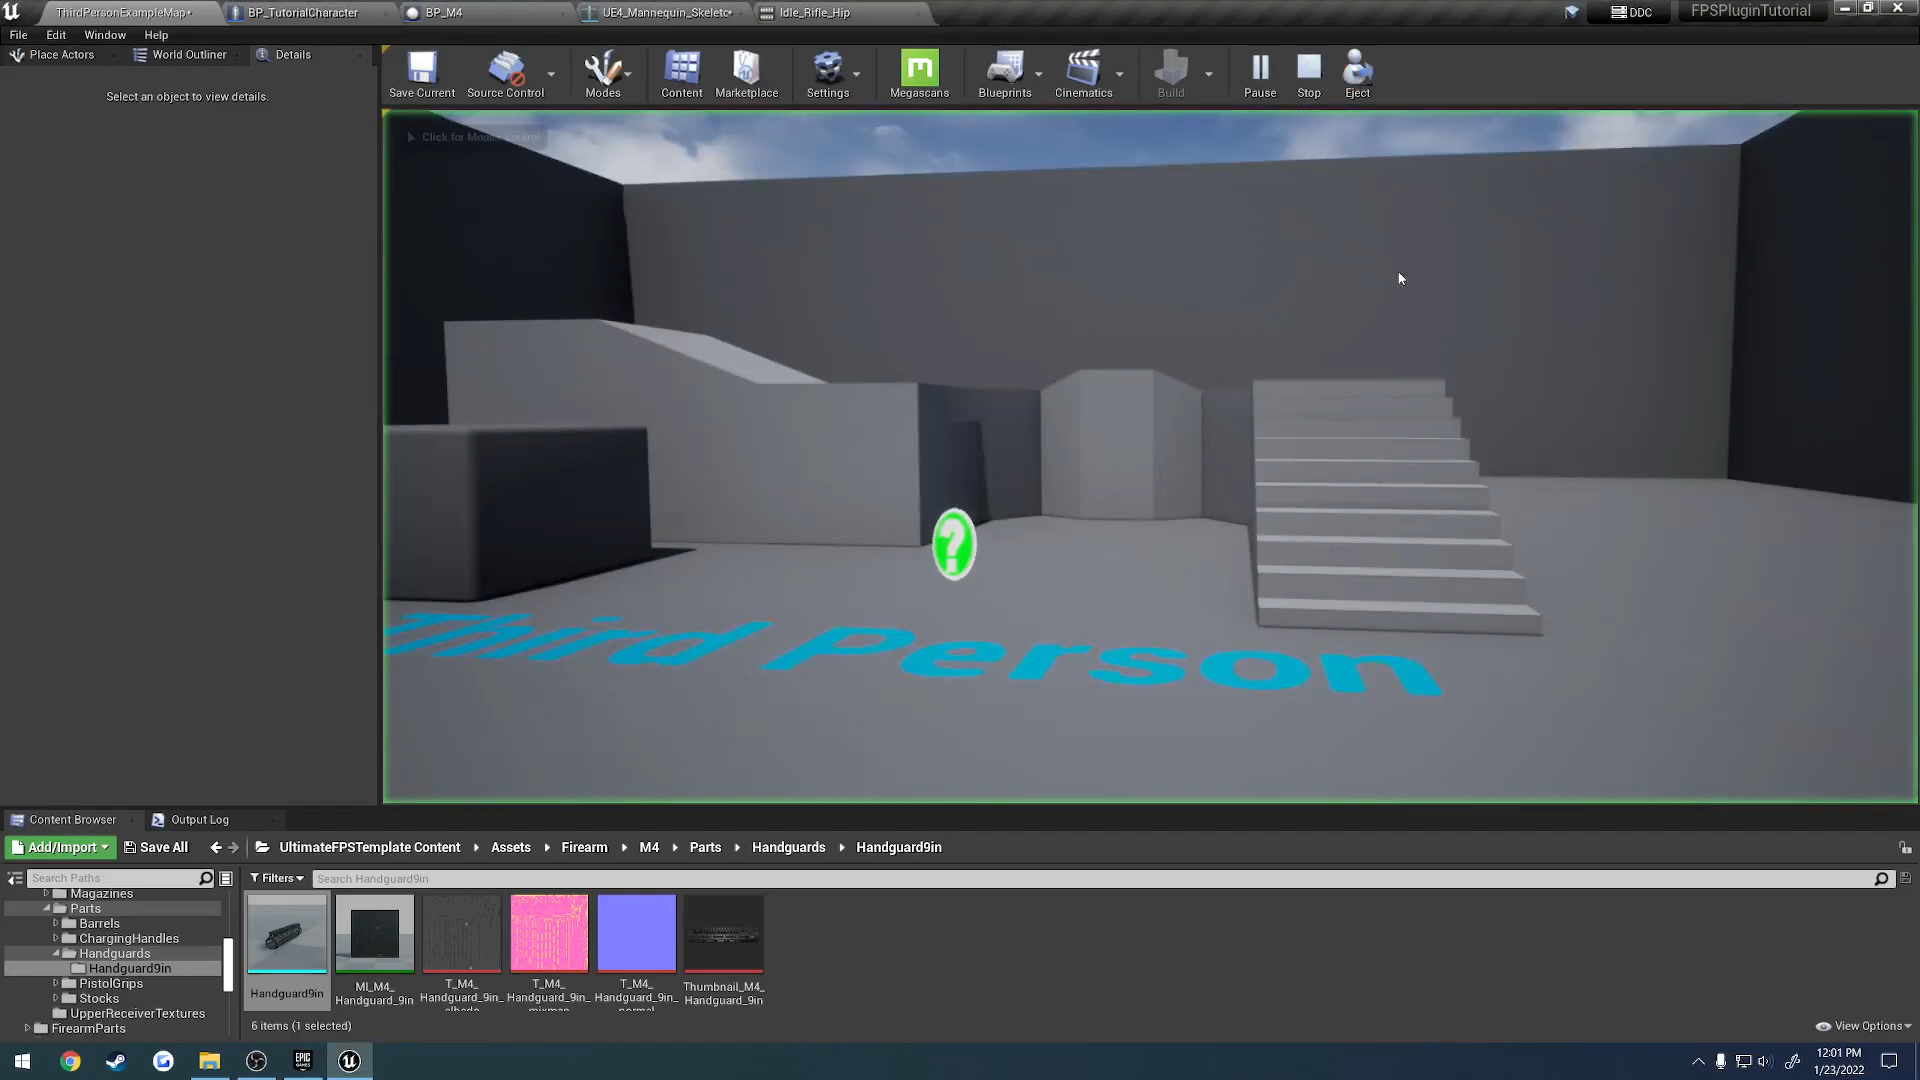 ThirdPersonExampleMap•
BP_TutorialCharacter
BP_M4
UE4_Mannequin_Skeletc•
Idle_Rifle_Hip
DDC
FPSPluginTutorial
File Edit Window Help
Place Actors
World Outliner
Details
Select an object to view details.
Save Current
Source Control
Modes
Content
Marketplace
Settings
Megascans
Blueprints
Cinematics
Build
Pause
Stop
Eject
Click for Mouse Control
?
Third Person
Content Browser
Output Log
Add/Import
Save All
UltimateFPSTemplate Content
Assets
Firearm
M4
Parts
Handguards
Handguard9in
Search Paths
Filters
Search Handguard9in
Magazines
Parts
Barrels
ChargingHandles
Handguards
Handguard9in
PistolGrips
Stocks
UpperReceiverTextures
FirearmParts
Handguard9in
MI_M4_
Handguard_9in
T_M4_
Handguard_9in_
albedo
T_M4_
Handguard_9in_
mixmap
T_M4_
Handguard_9in_
normal
Thumbnail_M4_
Handguard_9in
6 items (1 selected)
View Options
EPIC
GAMES
12:01 PM
1/23/2022